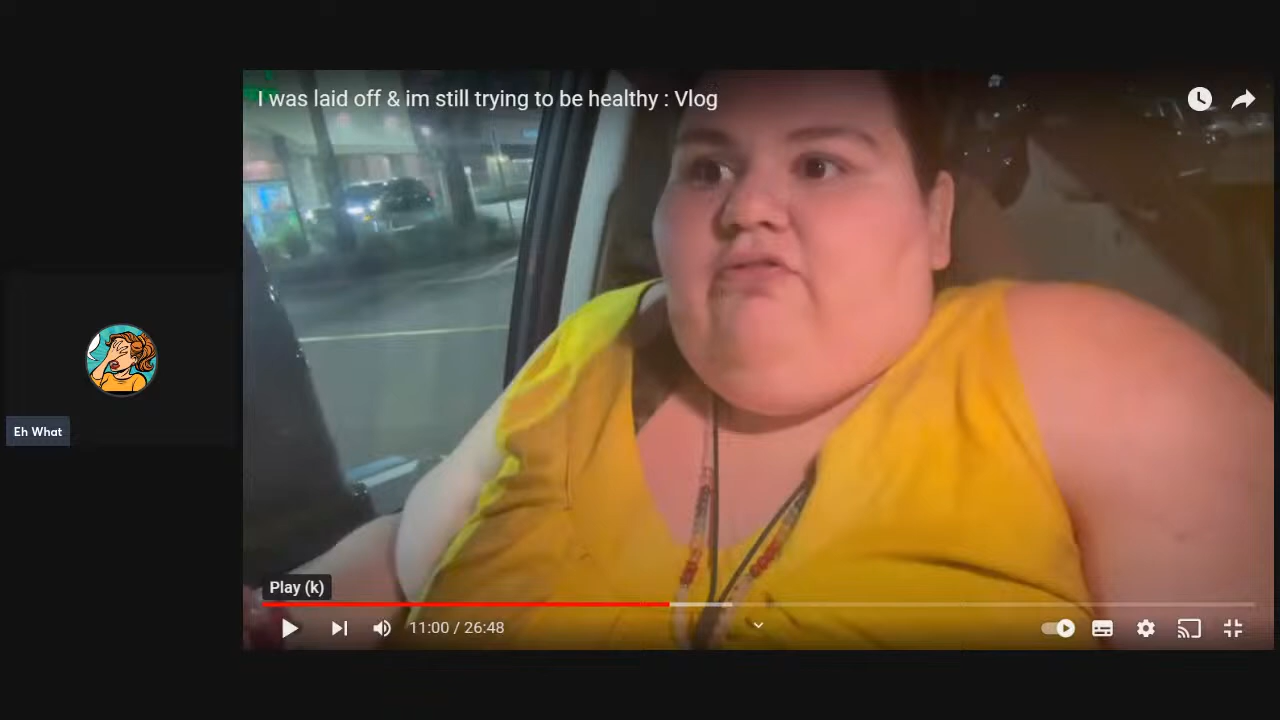 I was laid off & im still trying to be healthy : Vlog
Eh What
Play (k)
11:00 / 26:48